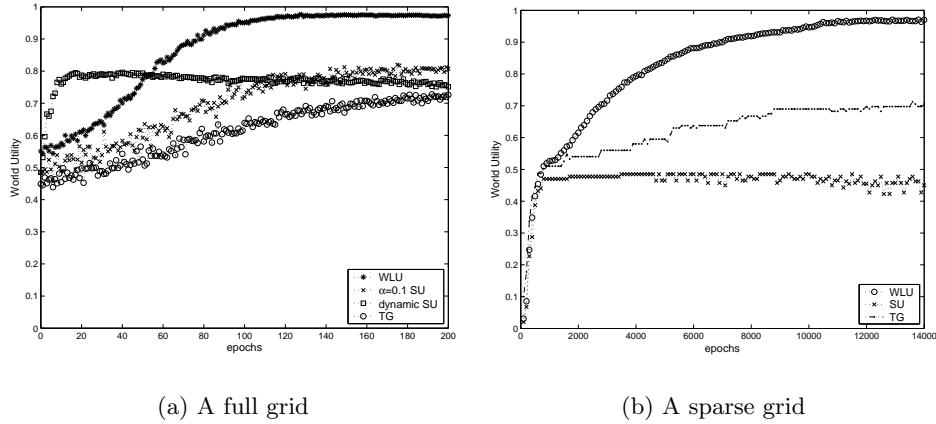 1
0.9
0.8
0.7
0.6
0.5
0.4
0.3
0.2
0.1
0
World Utility
0 20 40 60 80 100 120 140 160 180 200
epochs
WLU
α=0.1 SU
dynamic SU
TG
(a) A full grid
1
0.9
0.8
0.7
0.6
0.5
0.4
0.3
0.2
0.1
0
World Utility
0 2000 4000 6000 8000 10000 12000 14000
epochs
WLU
SU
TG
(b) A sparse grid